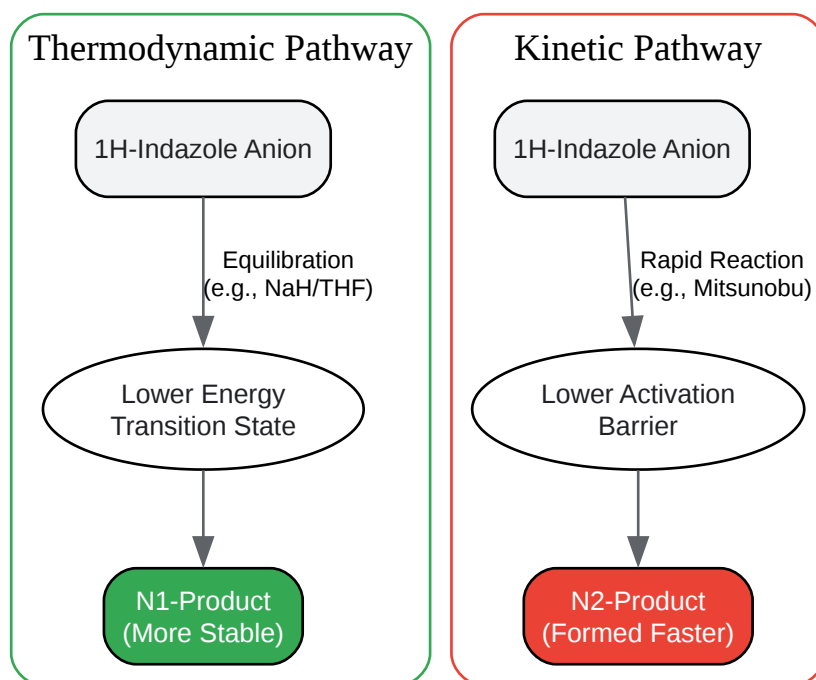 Thermodynamic Pathway
1H-Indazole Anion
Equilibration
(e.g., NaH/THF)
Lower Energy
Transition State
N1-Product
(More Stable)
Kinetic Pathway
1H-Indazole Anion
Rapid Reaction
(e.g., Mitsunobu)
Lower Activation
Barrier
N2-Product
(Formed Faster)